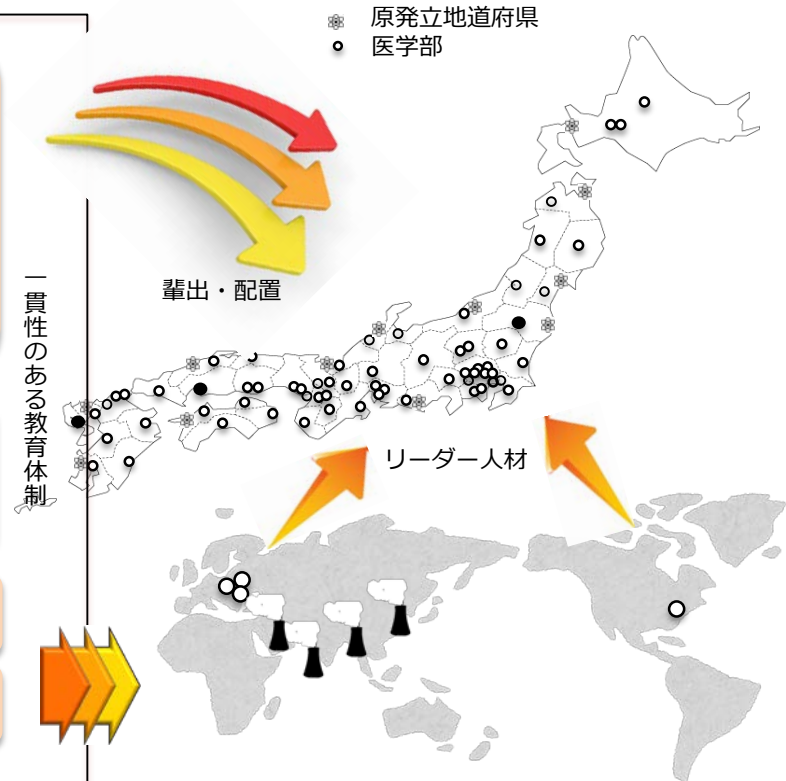 原発立地道府県
医学部
輩出・配置
一貫性のある教育体制
リーダー人材